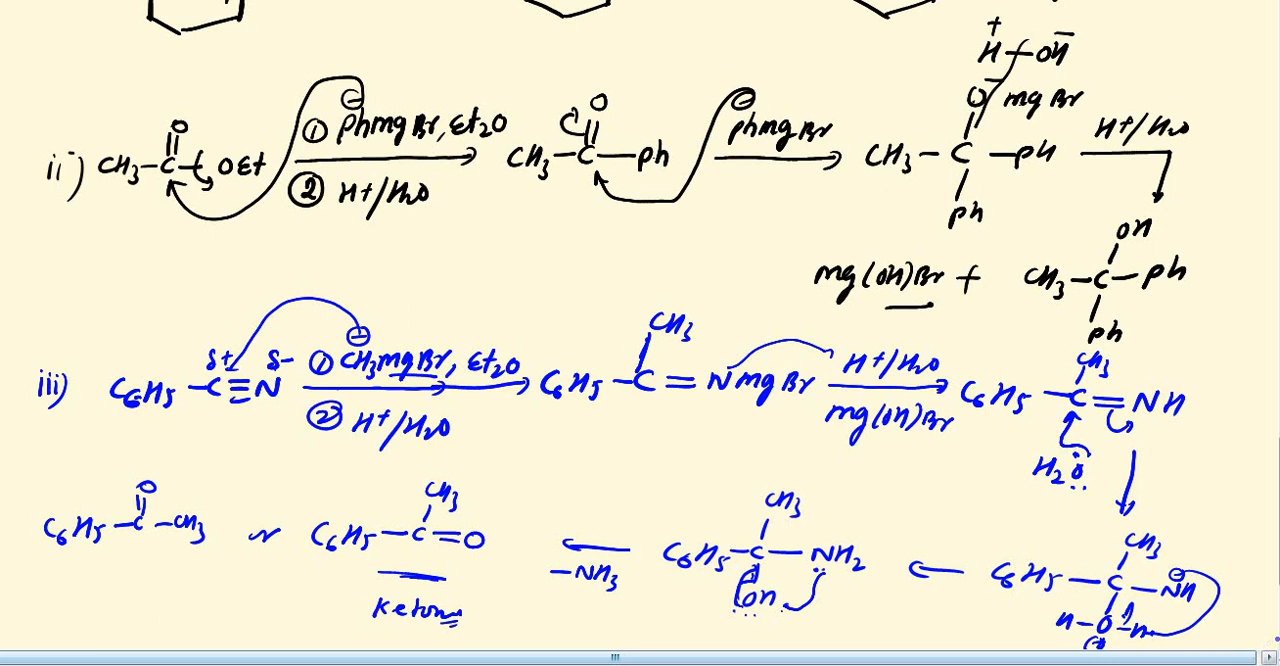 H⁺—OH⁻
ii) CH₃—C(=O)—OEt ① phmgBr, Et₂O ② H⁺/H₂O CH₃—C(=O)—ph phmgBr CH₃—C(O⁻mgBr)(ph)—ph H⁺/H₂O
mg(OH)Br + CH₃—C(OH)(ph)—ph
iii) C₆H₅—C≡N δ+ δ- ① CH₃mgBr, Et₂O ② H⁺/H₂O C₆H₅—C(CH₃)=NmgBr H⁺/H₂O mg(OH)Br C₆H₅—C(CH₃)=NH
H₂O
C₆H₅—C(=O)—CH₃ or C₆H₅—C(CH₃)=O -NH₃ C₆H₅—C(CH₃)(OH)—NH₂ C₆H₅—C(CH₃)(H—O⁺—H)—N⁻H
Ketone